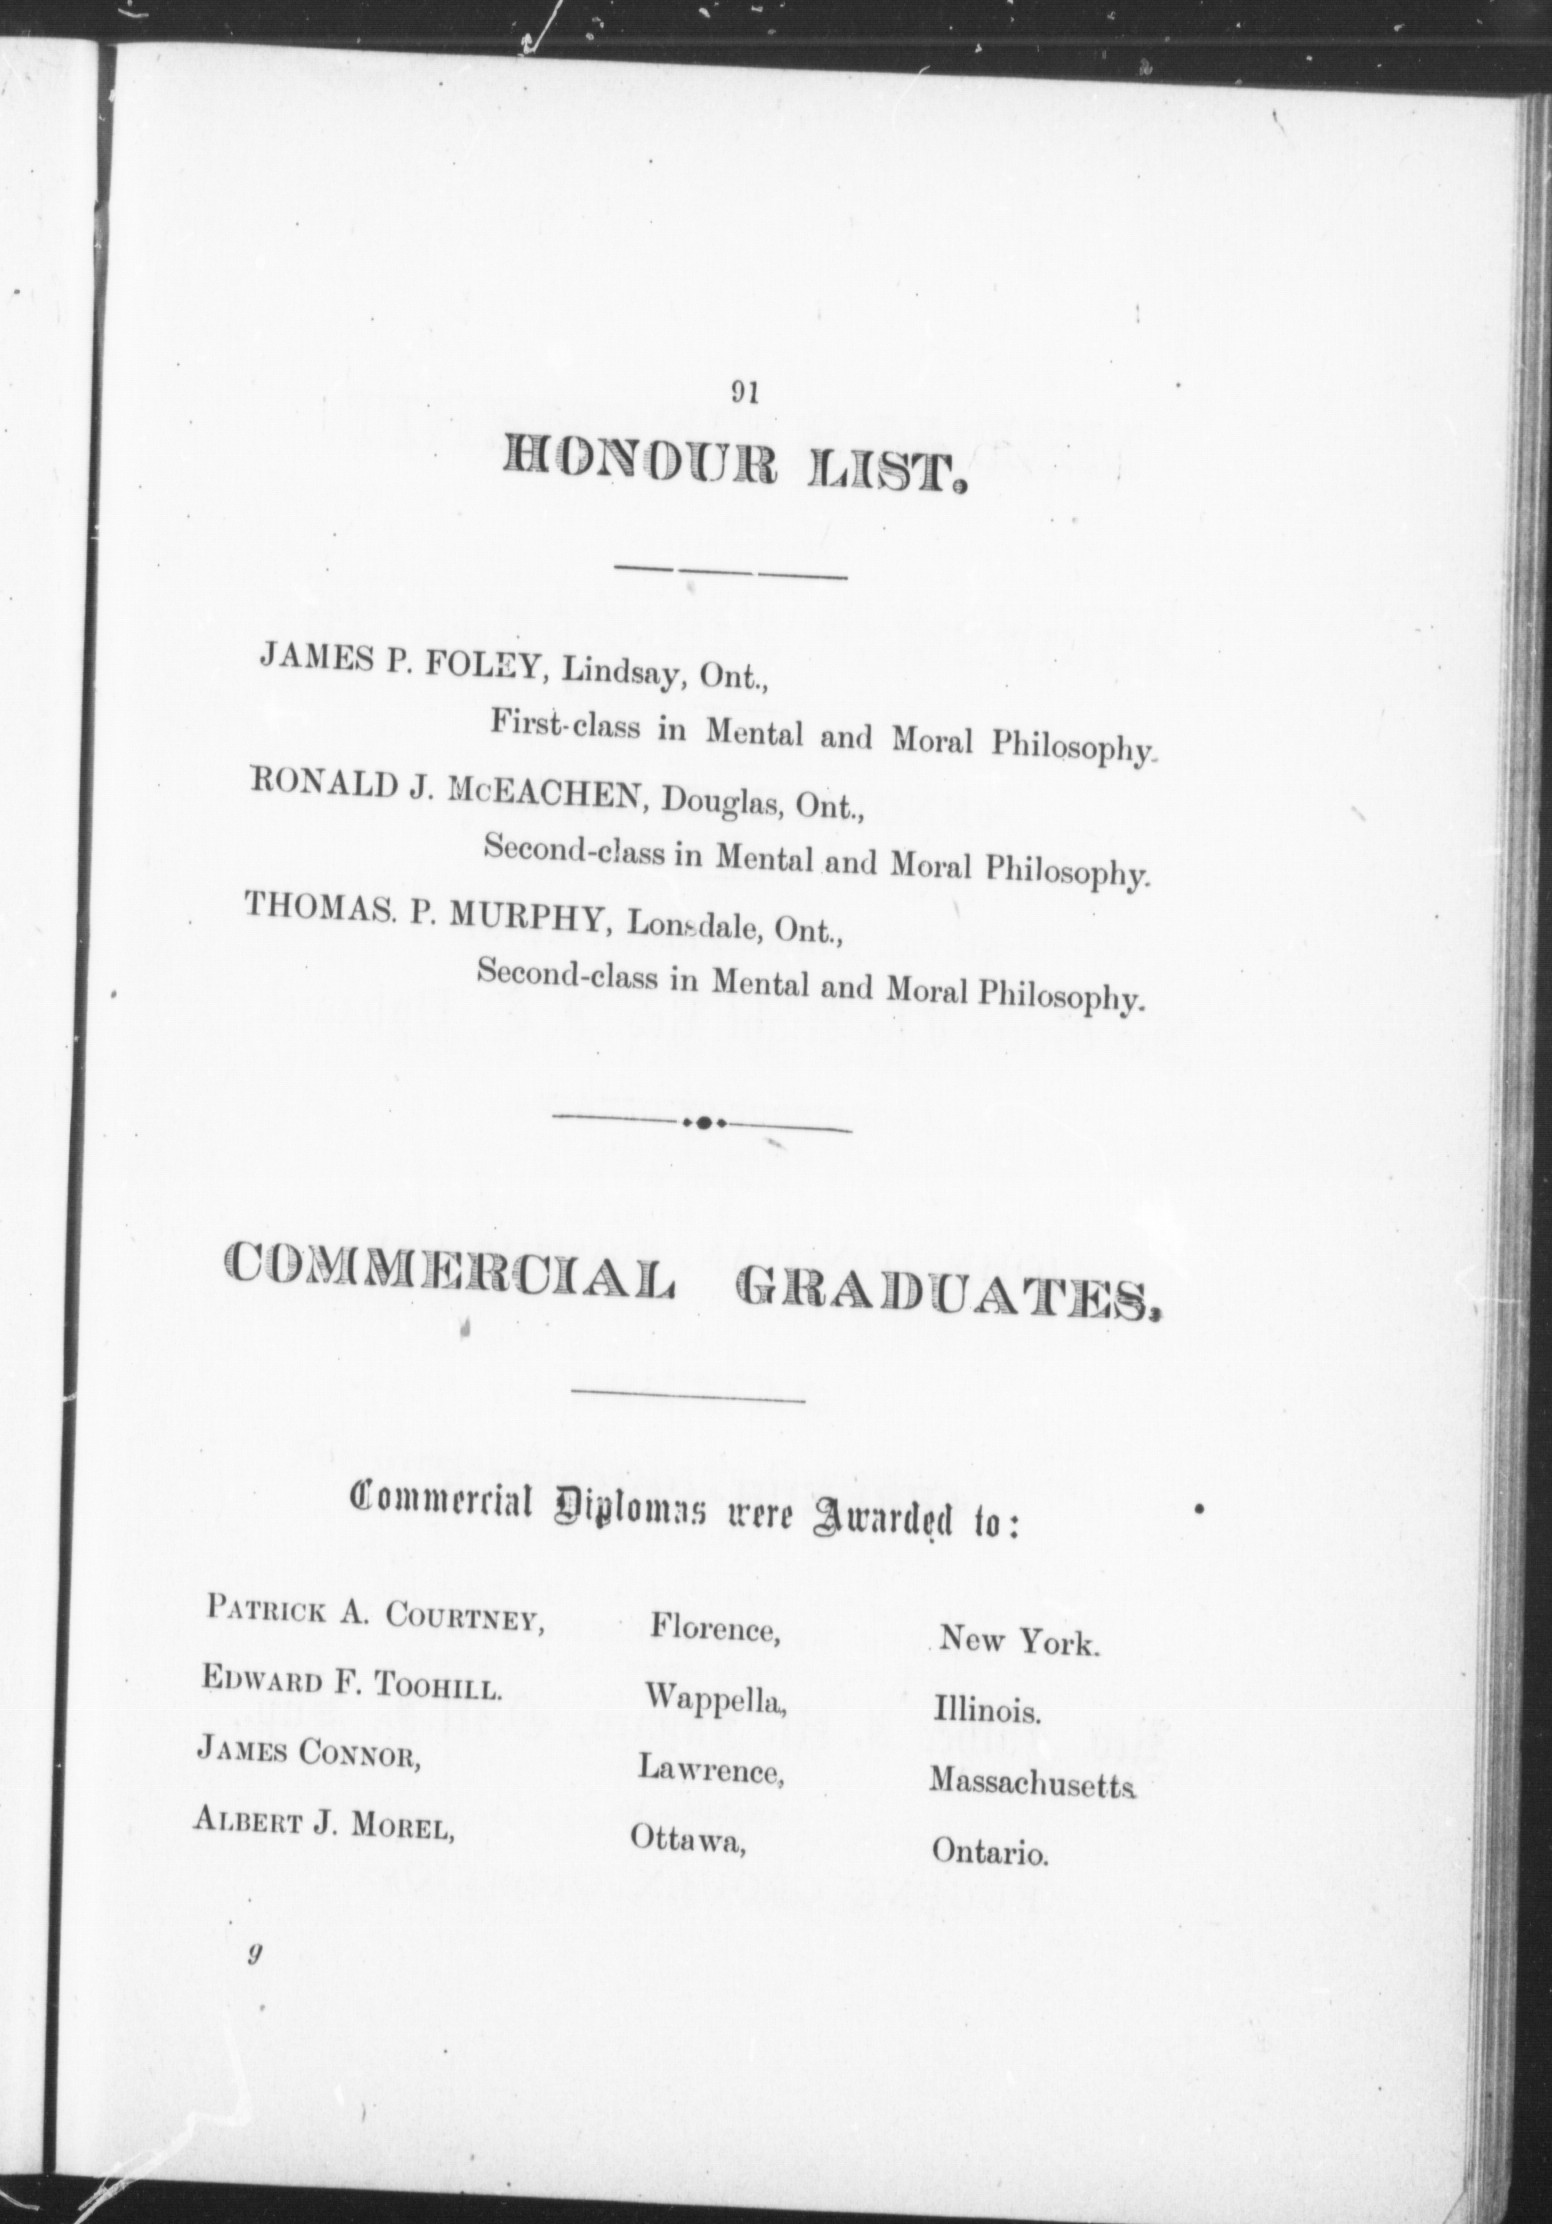 91
HONOUR LIST.
JAMES P. FOLEY, Lindsay, Ont.,
First-class in Mental and Moral Philosophy.
RONALD J. McEACHEN, Douglas, Ont.,
Second-class in Mental and Moral Philosophy.
THOMAS. P. MURPHY, Lonsdale, Ont.,
Second-class in Mental and Moral Philosophy.
COMMERCIAL GRADUATES.
Commercial Diplomas were Awarded to:
PATRICK A. COURTNEY, Florence, New York.
EDWARD F. TOOHILL. Wappella, Illinois.
JAMES CONNOR, Lawrence, Massachusetts
ALBERT J. MOREL, Ottawa, Ontario.
9